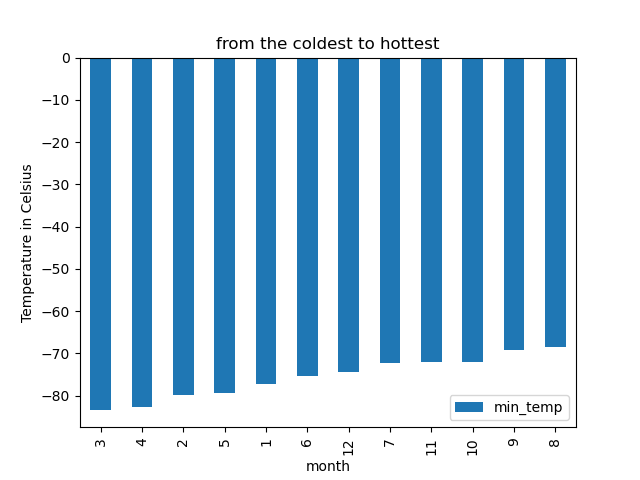 from the coldest to hottest
Temperature in Celsius
0
−10
−20
−30
−40
−50
−60
−70
−80
min_temp
3 4 2 5 1 6 12 7 11 10 9 8
month